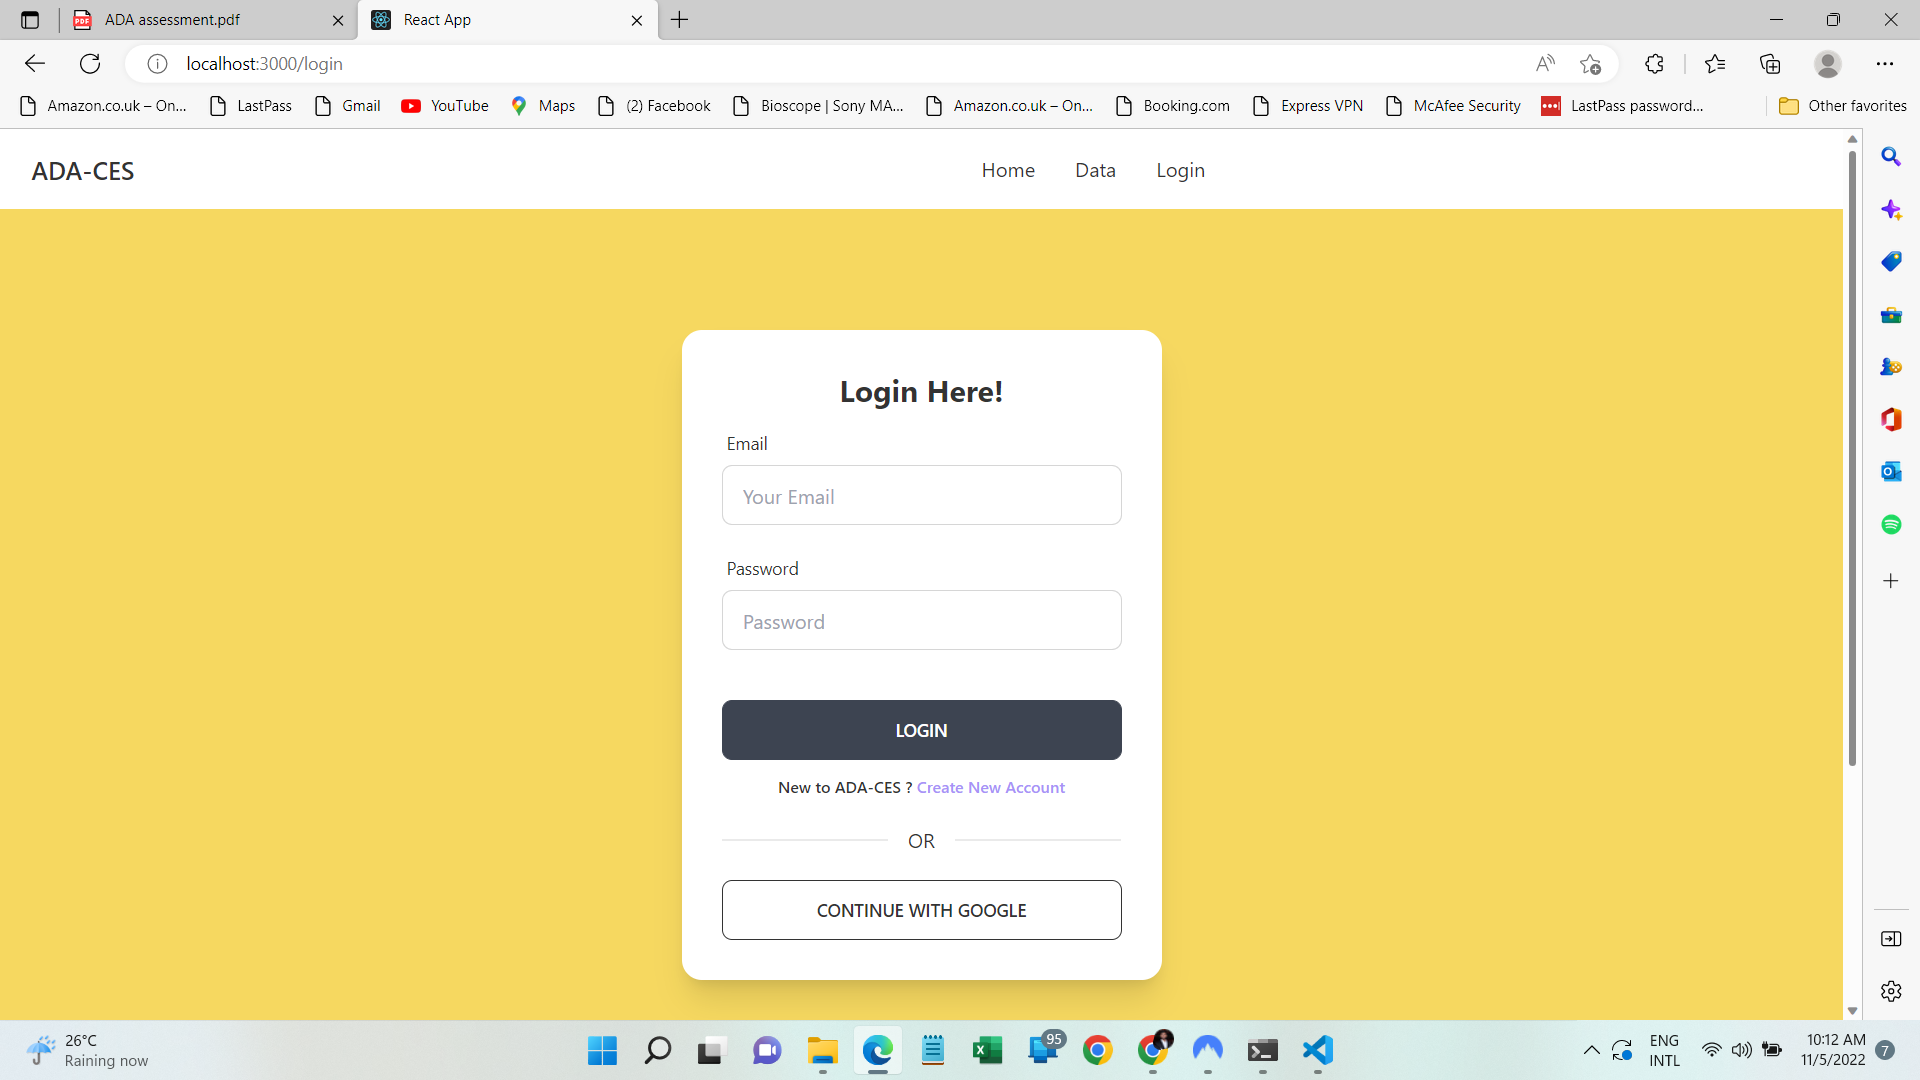 ADA assessment.pdf
React App
localhost:3000/login
Amazon.co.uk – On...
LastPass
Gmail
YouTube
Maps
(2) Facebook
Bioscope | Sony MA...
Amazon.co.uk – On...
Booking.com
Express VPN
McAfee Security
LastPass password...
Other favorites
ADA-CES
Home
Data
Login
Login Here!
Email
Your Email
Password
Password
LOGIN
New to ADA-CES ? Create New Account
OR
CONTINUE WITH GOOGLE
26°C
Raining now
95
ENG
INTL
10:12 AM
11/5/2022
7